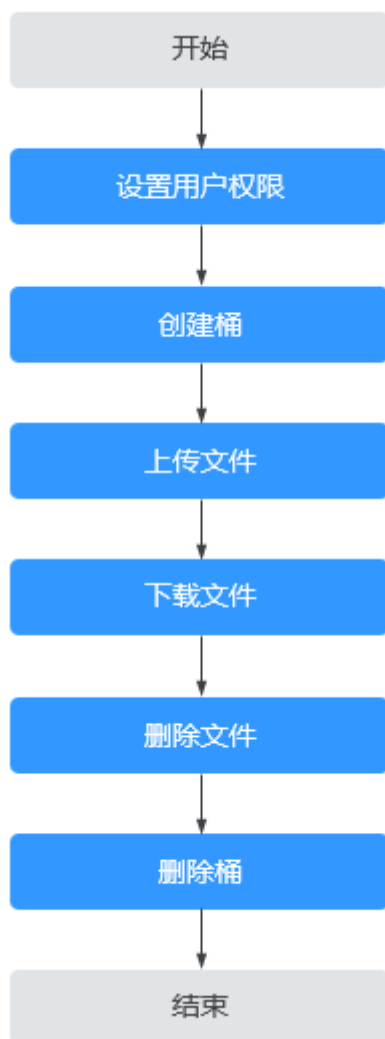 开始
设置用户权限
创建桶
上传文件
下载文件
删除文件
删除桶
结束